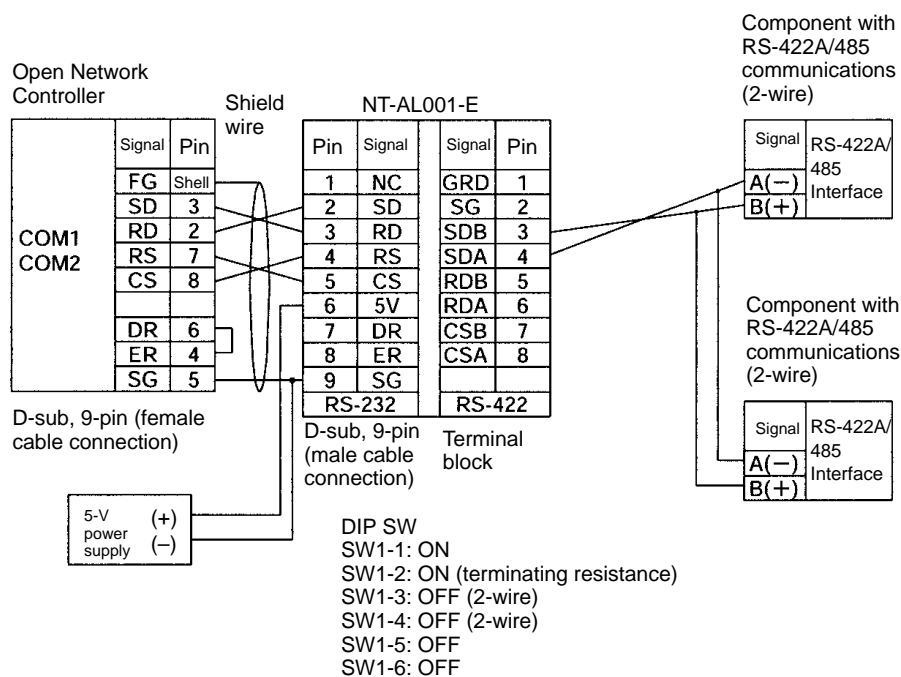 Component with
RS-422A/485
communications
(2-wire)
Open Network
Controller
Shield
wire
NT-AL001-E
Signal Pin
Pin Signal
Signal Pin
Signal RS-422A/
485
Interface
A(−)
B(+)
COM1
COM2
FG Shell
SD 3
RD 2
RS 7
CS 8
DR 6
ER 4
SG 5
1 NC
2 SD
3 RD
4 RS
5 CS
6 5V
7 DR
8 ER
9 SG
RS-232
GRD 1
SG 2
SDB 3
SDA 4
RDB 5
RDA 6
CSB 7
CSA 8
RS-422
Component with
RS-422A/485
communications
(2-wire)
Signal RS-422A/
485
Interface
A(−)
B(+)
D-sub, 9-pin (female
cable connection)
D-sub, 9-pin
(male cable
connection)
Terminal
block
5-V
power
supply
(+)
(−)
DIP SW
SW1-1: ON
SW1-2: ON (terminating resistance)
SW1-3: OFF (2-wire)
SW1-4: OFF (2-wire)
SW1-5: OFF
SW1-6: OFF